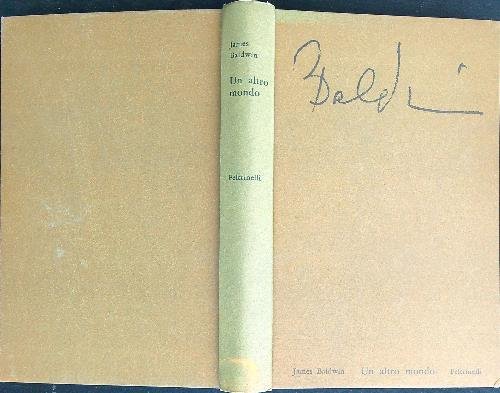 James
Baldwin
Un altro
mondo
Feltrinelli
Baldwin
James Baldwin Un altro mondo Feltrinelli